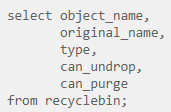 select object_name,
       original_name,
       type,
       can_undrop,
       can_purge
from recyclebin;